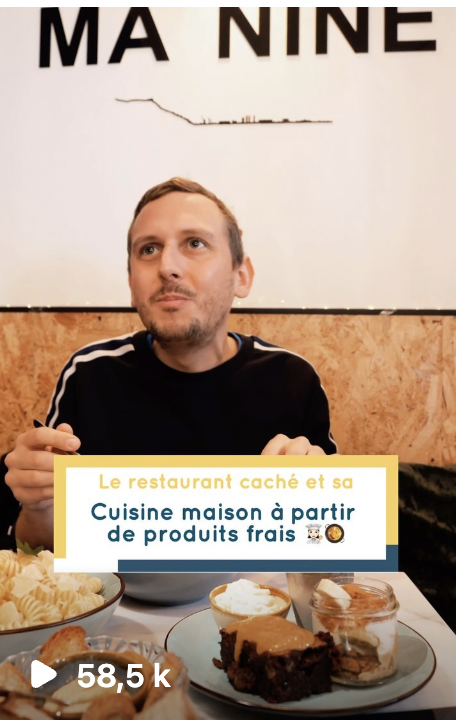 MA NINE
Le restaurant caché et sa
Cuisine maison à partir
de produits frais 👩🏻‍🍳🥘
58,5 k